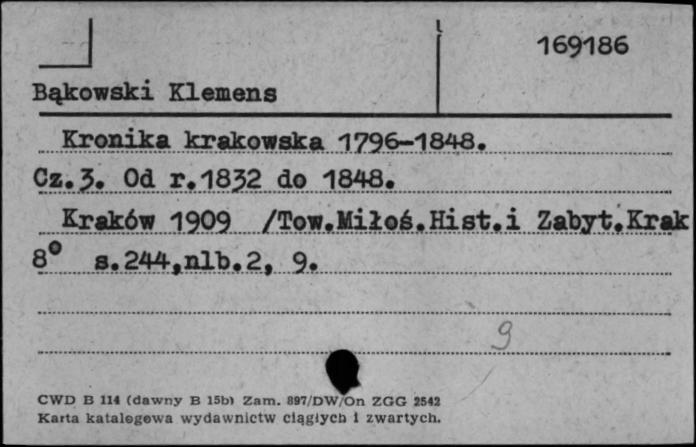 169186
Bąkowski Klemens
Kronika krakowska 1796-1848.
Cz.3. Od r.1832 do 1848.
Kraków 1909 /Tow.Miłoś.Hist.i Zabyt.Krak
8° s.244,nlb.2, 9.
9
CWD B 114 (dawny B 15b) Zam. 897/DW/On ZGG 2542
Karta katalogowa wydawnictw ciągłych i zwartych.